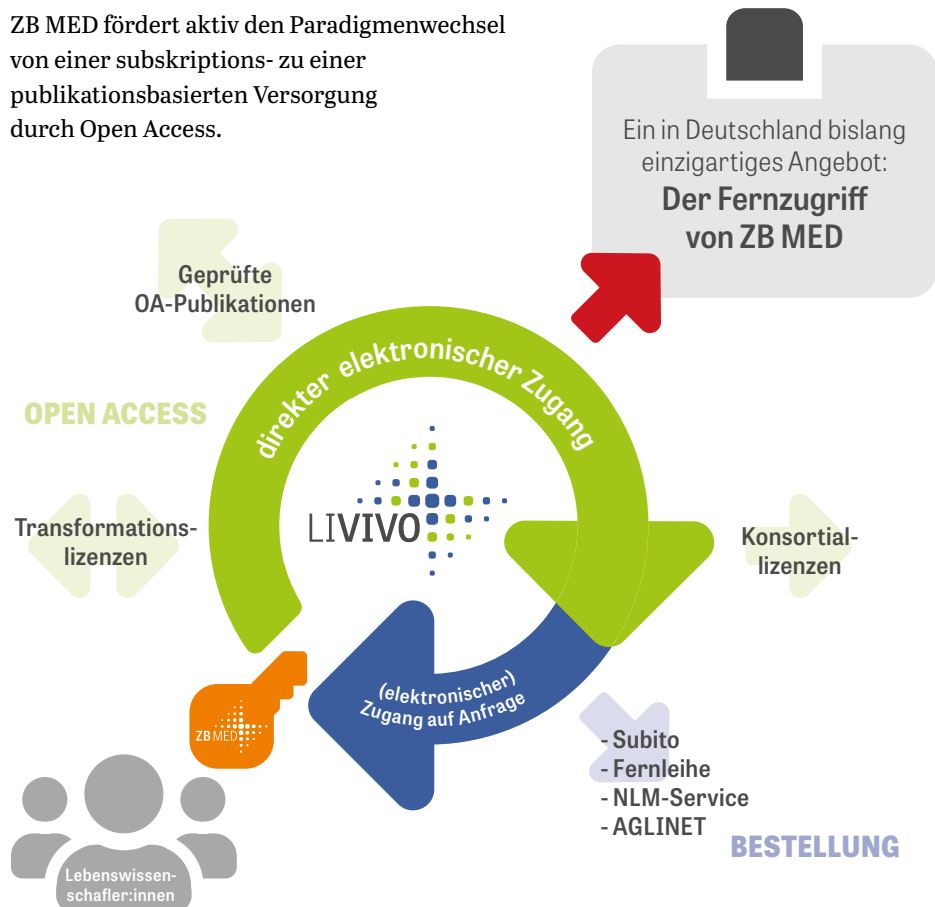 ZB MED fördert aktiv den Paradigmenwechsel
von einer subskriptions- zu einer
publikationsbasierten Versorgung
durch Open Access.
Ein in Deutschland bislang
einzigartiges Angebot:
Der Fernzugriff
von ZB MED
Geprüfte
OA-Publikationen
direkter elektronischer Zugang
OPEN ACCESS
LIVIVO
Transformations-
lizenzen
Konsortial-
lizenzen
(elektronischer)
Zugang auf Anfrage
ZB MED
- Subito
- Fernleihe
- NLM-Service
- AGLINET
BESTELLUNG
Lebenswissen-
schafler:innen